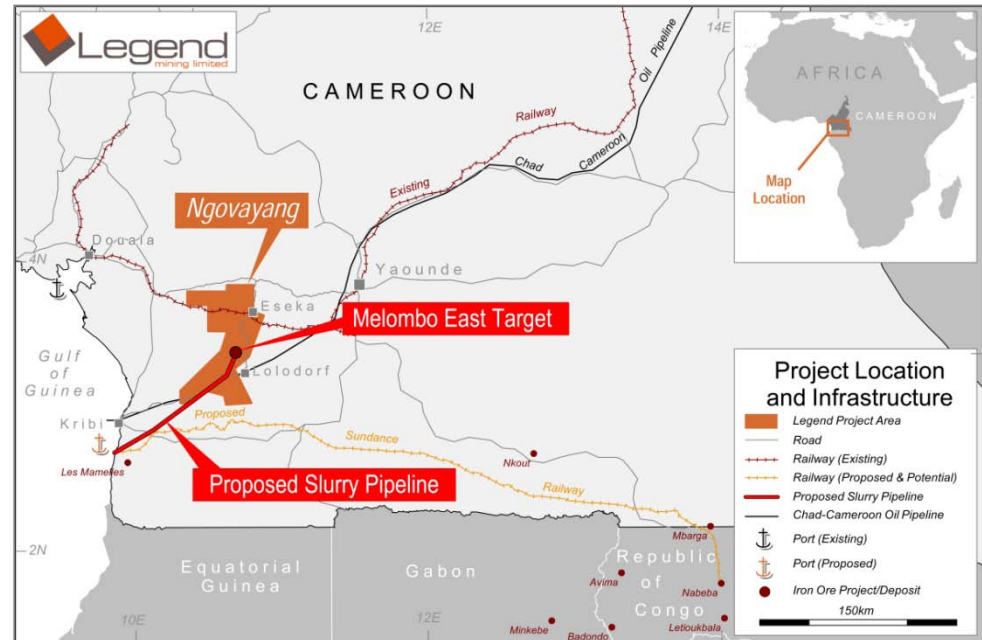 Legend
mining limited
12E
14E
CAMEROON
Railway
Oil Pipeline
Existing
Chad
Cameroon
Ngovayang
Douala
4N
Yaounde
Eseka
Melombo East Target
Gulf
of
Guinea
Lolodorf
Kribi
Proposed
Sundance
Railway
Les Mamelles
Nkout
Proposed Slurry Pipeline
Mbarga
2N
Equatorial
Guinea
Gabon
Republic
of
Congo
Avima
Nabeba
Minkebe
Badondo
Letioukbala
10E
12E
AFRICA
CAMEROON
Map
Location
Project Location
and Infrastructure
Legend Project Area
Road
Railway (Existing)
Railway (Proposed & Potential)
Proposed Slurry Pipeline
Chad-Cameroon Oil Pipeline
Port (Existing)
Port (Proposed)
Iron Ore Project/Deposit
150km